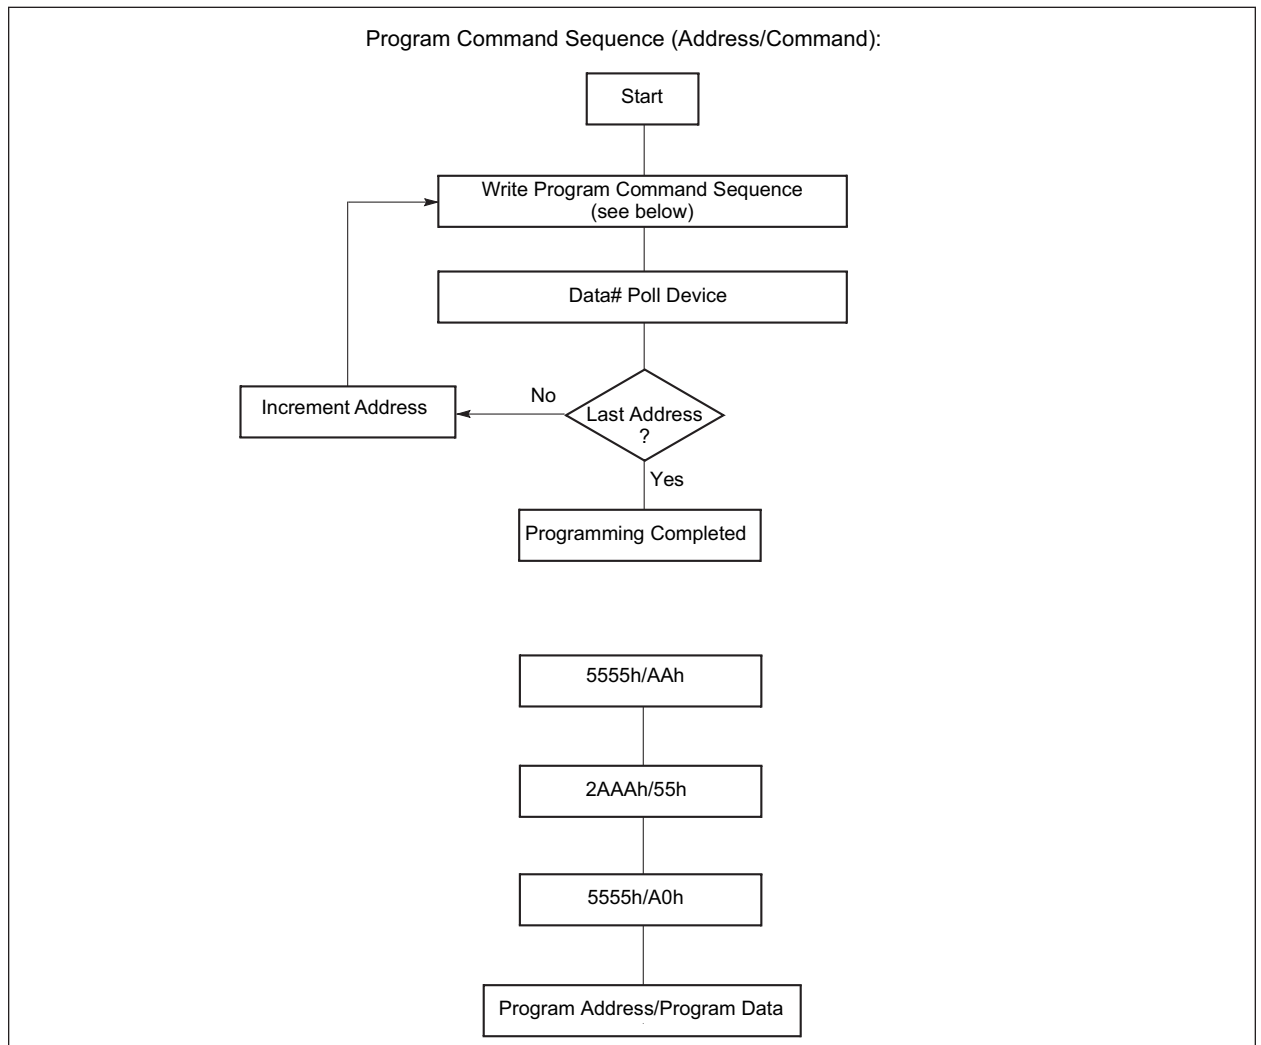 Program Command Sequence (Address/Command):
Start
Write Program Command Sequence
(see below)
Data# Poll Device
No
Increment Address
Last Address
?
Yes
Programming Completed
5555h/AAh
2AAAh/55h
5555h/A0h
Program Address/Program Data